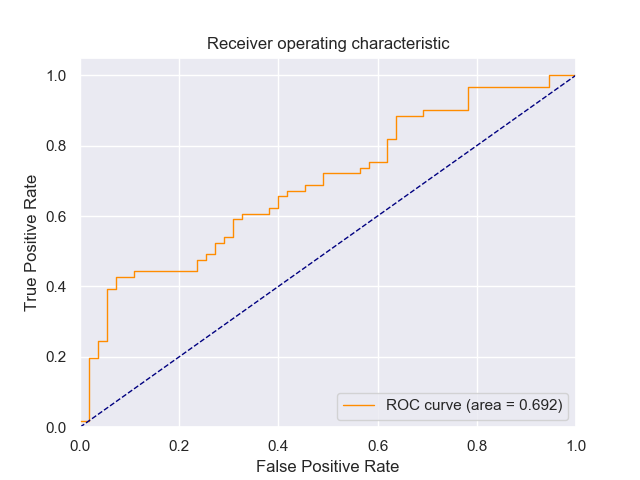 Receiver operating characteristic
1.0
0.8
0.6
0.4
0.2
0.0
True Positive Rate
ROC curve (area = 0.692)
0.0 0.2 0.4 0.6 0.8 1.0
False Positive Rate